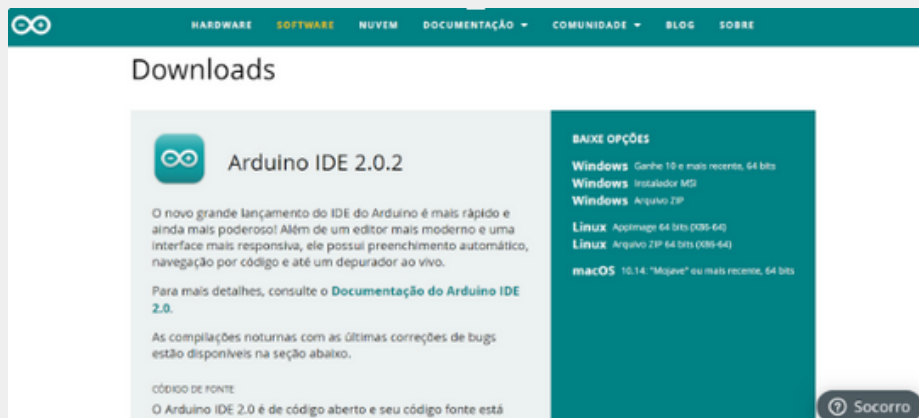 HARDWARE SOFTWARE NUVEM DOCUMENTAÇÃO COMUNIDADE BLOG SOBRE
Downloads
Arduino IDE 2.0.2
O novo grande lançamento do IDE do Arduino é mais rápido e
ainda mais poderoso! Além de um editor mais moderno e uma
interface mais responsiva, ele possui preenchimento automático,
navegação por código e até um depurador ao vivo.
Para mais detalhes, consulte o Documentação do Arduino IDE
2.0.
As compilações noturnas com as últimas correções de bugs
estão disponíveis na seção abaixo.
CÓDIGO DE FONTE
O Arduino IDE 2.0 é de código aberto e seu código fonte está
BAIXE OPÇÕES
Windows Ganhe 10 e mais recente, 64 bits
Windows Instalador MSI
Windows Arquivo ZIP
Linux AppImage 64 bits (X86-64)
Linux Arquivo ZIP 64 bits (X86-64)
macOS 10.14: "Mojave" ou mais recente, 64 bits
Socorro